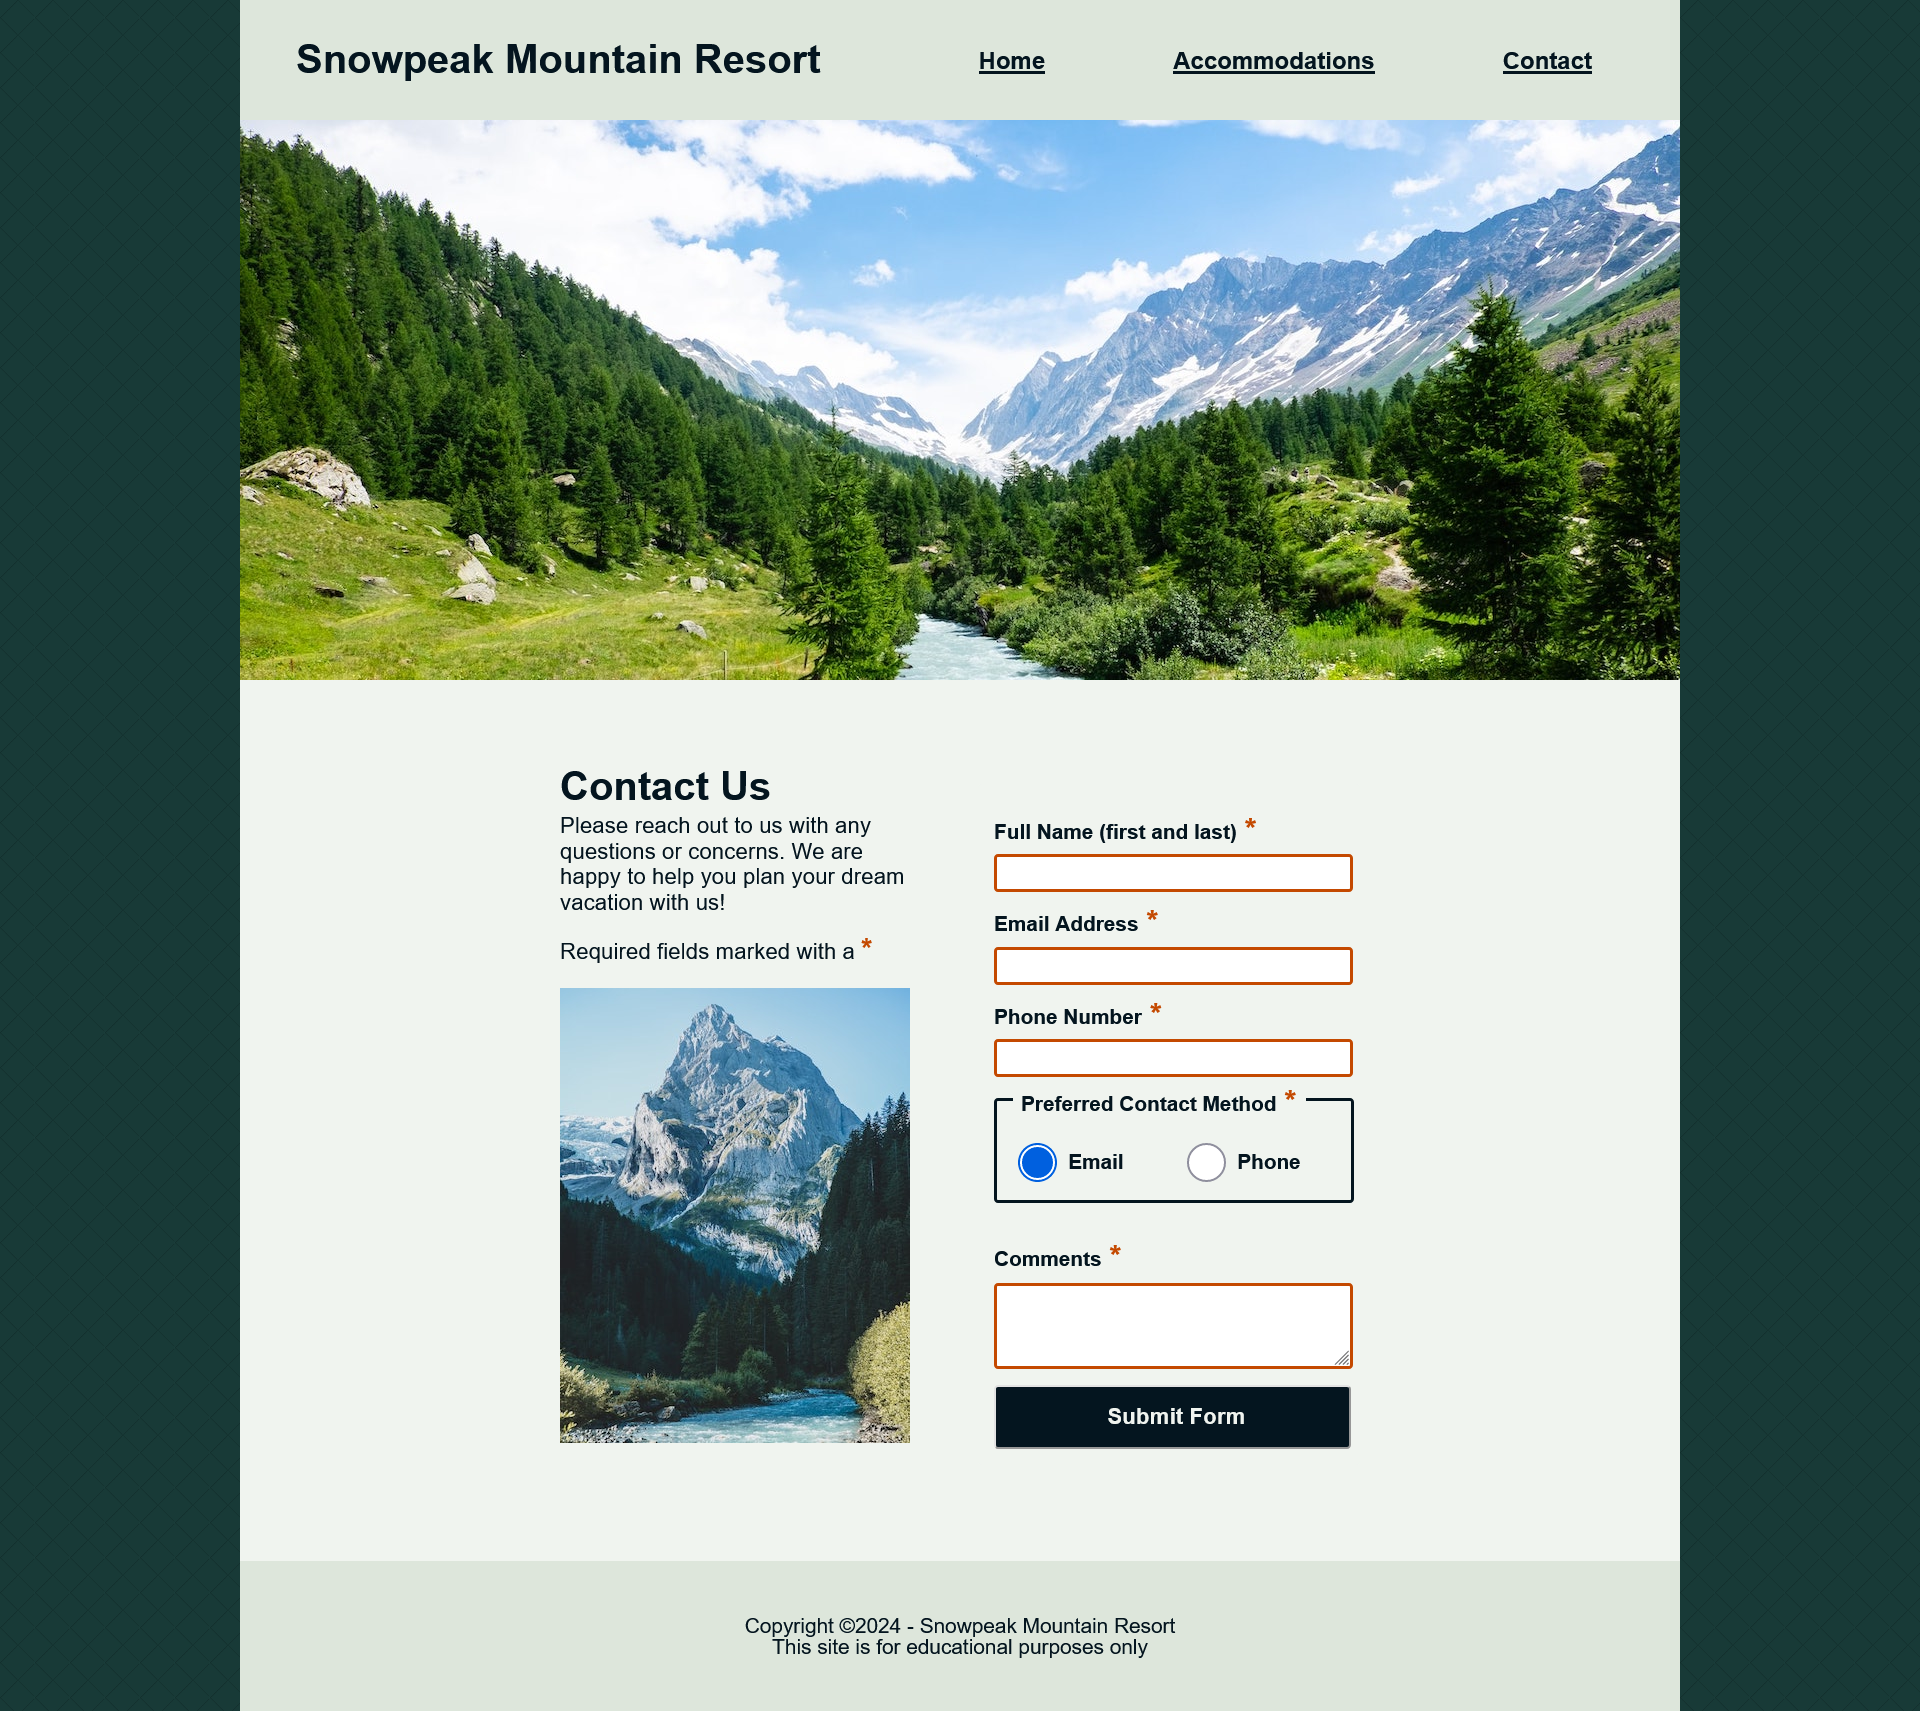 Snowpeak Mountain Resort
Home
Accommodations
Contact
Contact Us
Please reach out to us with any
questions or concerns. We are
happy to help you plan your dream
vacation with us!
Required fields marked with a *
Full Name (first and last) *
Email Address *
Phone Number *
Preferred Contact Method *
Email
Phone
Comments *
Submit Form
Copyright ©2024 - Snowpeak Mountain Resort
This site is for educational purposes only